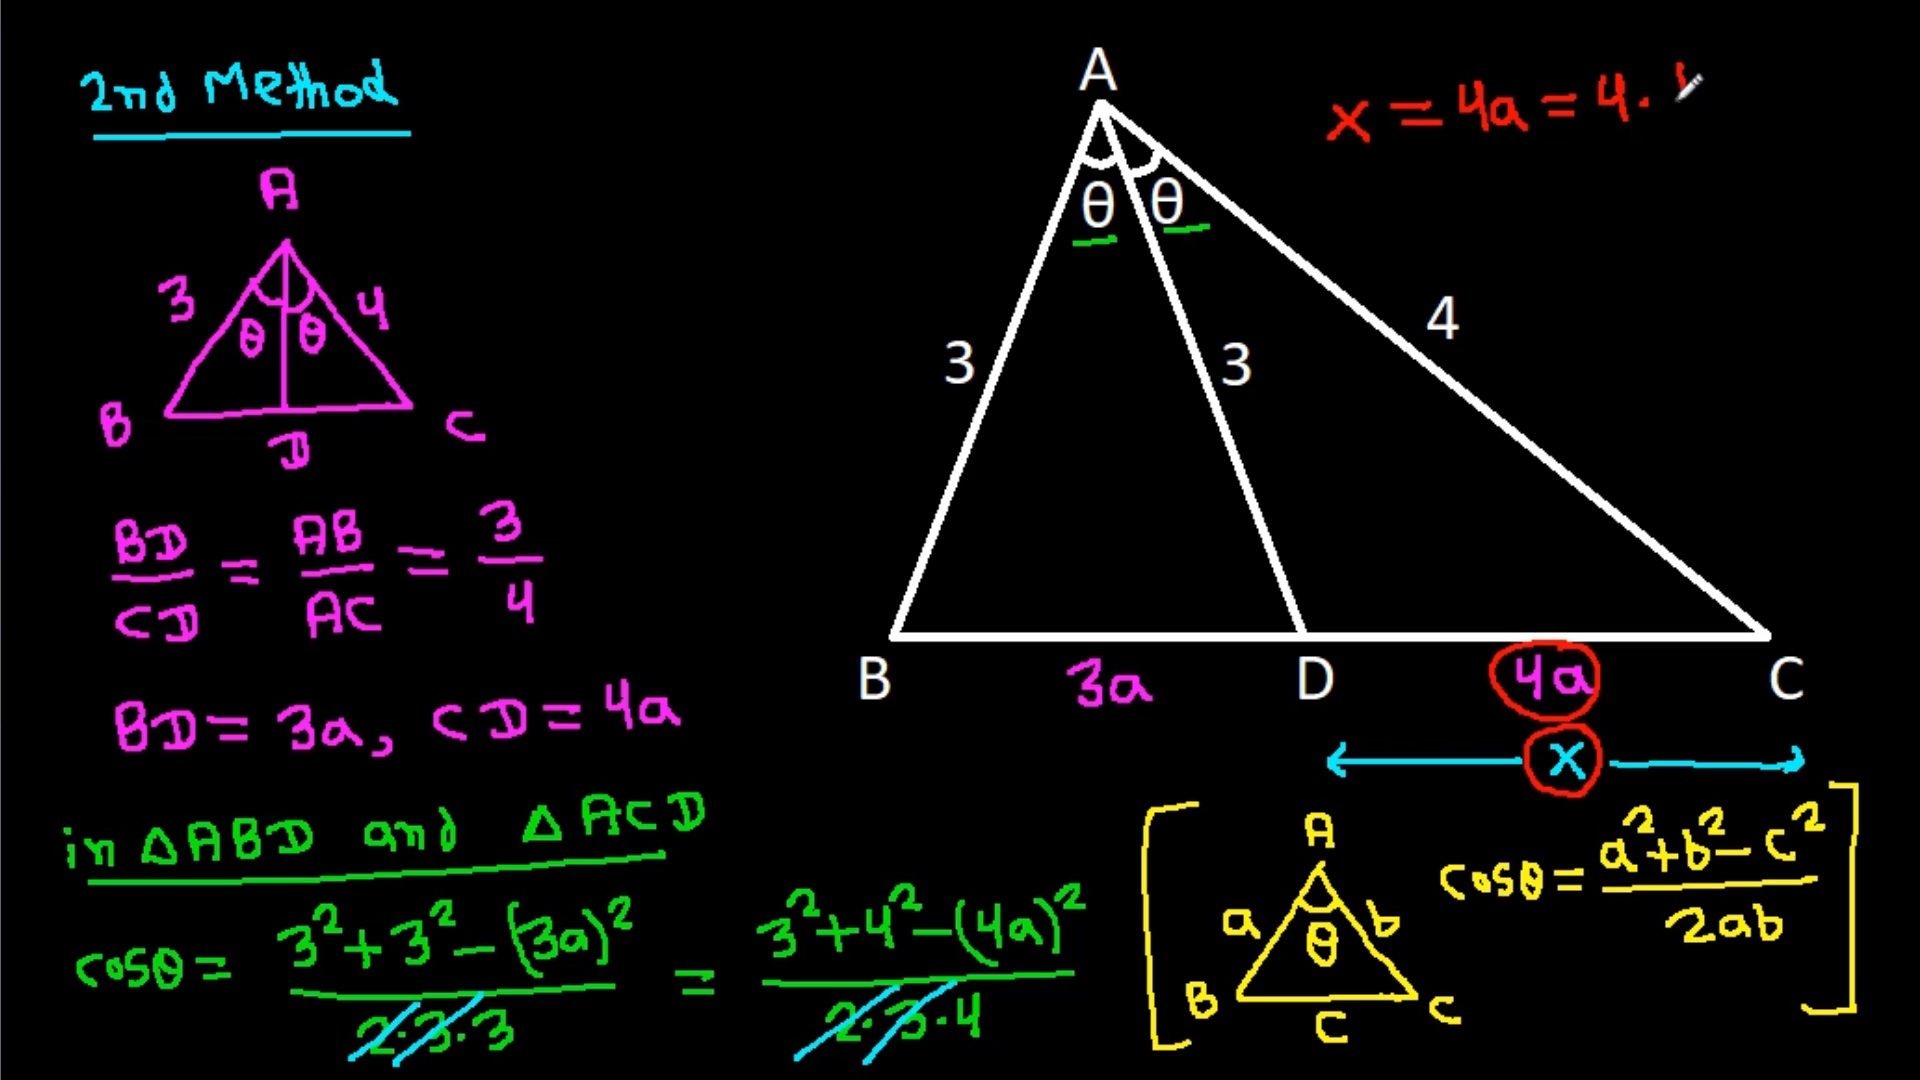 2nd Method
A
3 4
θ θ
B C
D
BD/CD = AB/AC = 3/4
BD = 3a, CD = 4a
in △ABD and △ACD
cosθ = (3²+3²-(3a)²)/(2·3·3) = (3²+4²-(4a)²)/(2·3·4)
A
x = 4a = 4.
θ θ
3 3 4
B 3a D 4a C
x
A
a b
θ
B C
C
cosθ = (a²+b²-c²)/(2ab)